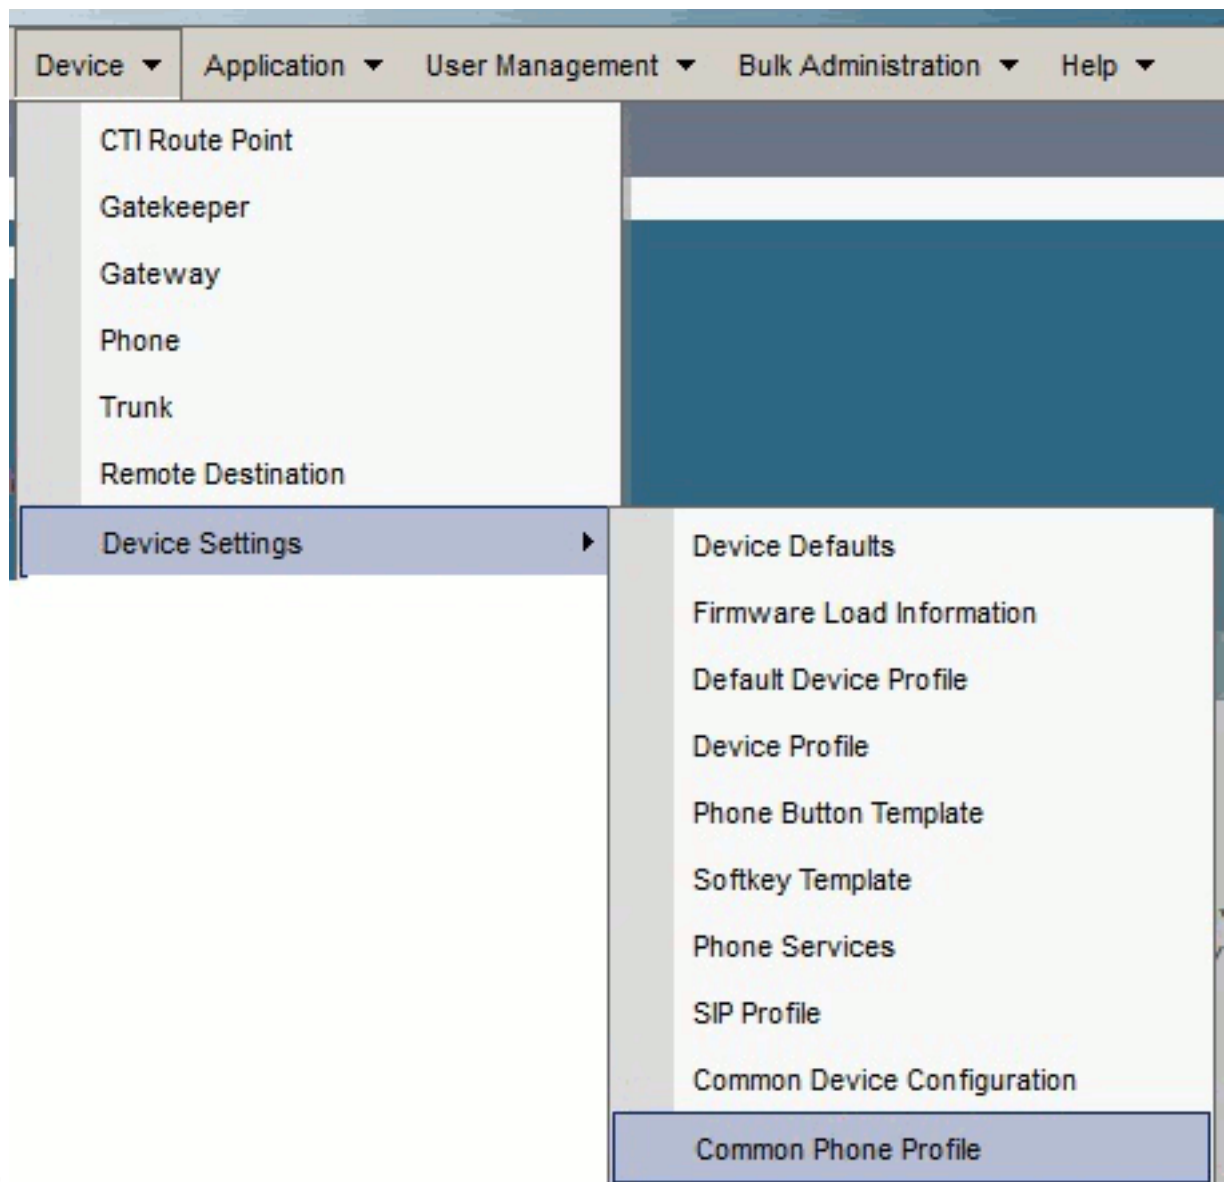 Device Application User Management Bulk Administration Help
CTI Route Point
Gatekeeper
Gateway
Phone
Trunk
Remote Destination
Device Settings
Device Defaults
Firmware Load Information
Default Device Profile
Device Profile
Phone Button Template
Softkey Template
Phone Services
SIP Profile
Common Device Configuration
Common Phone Profile